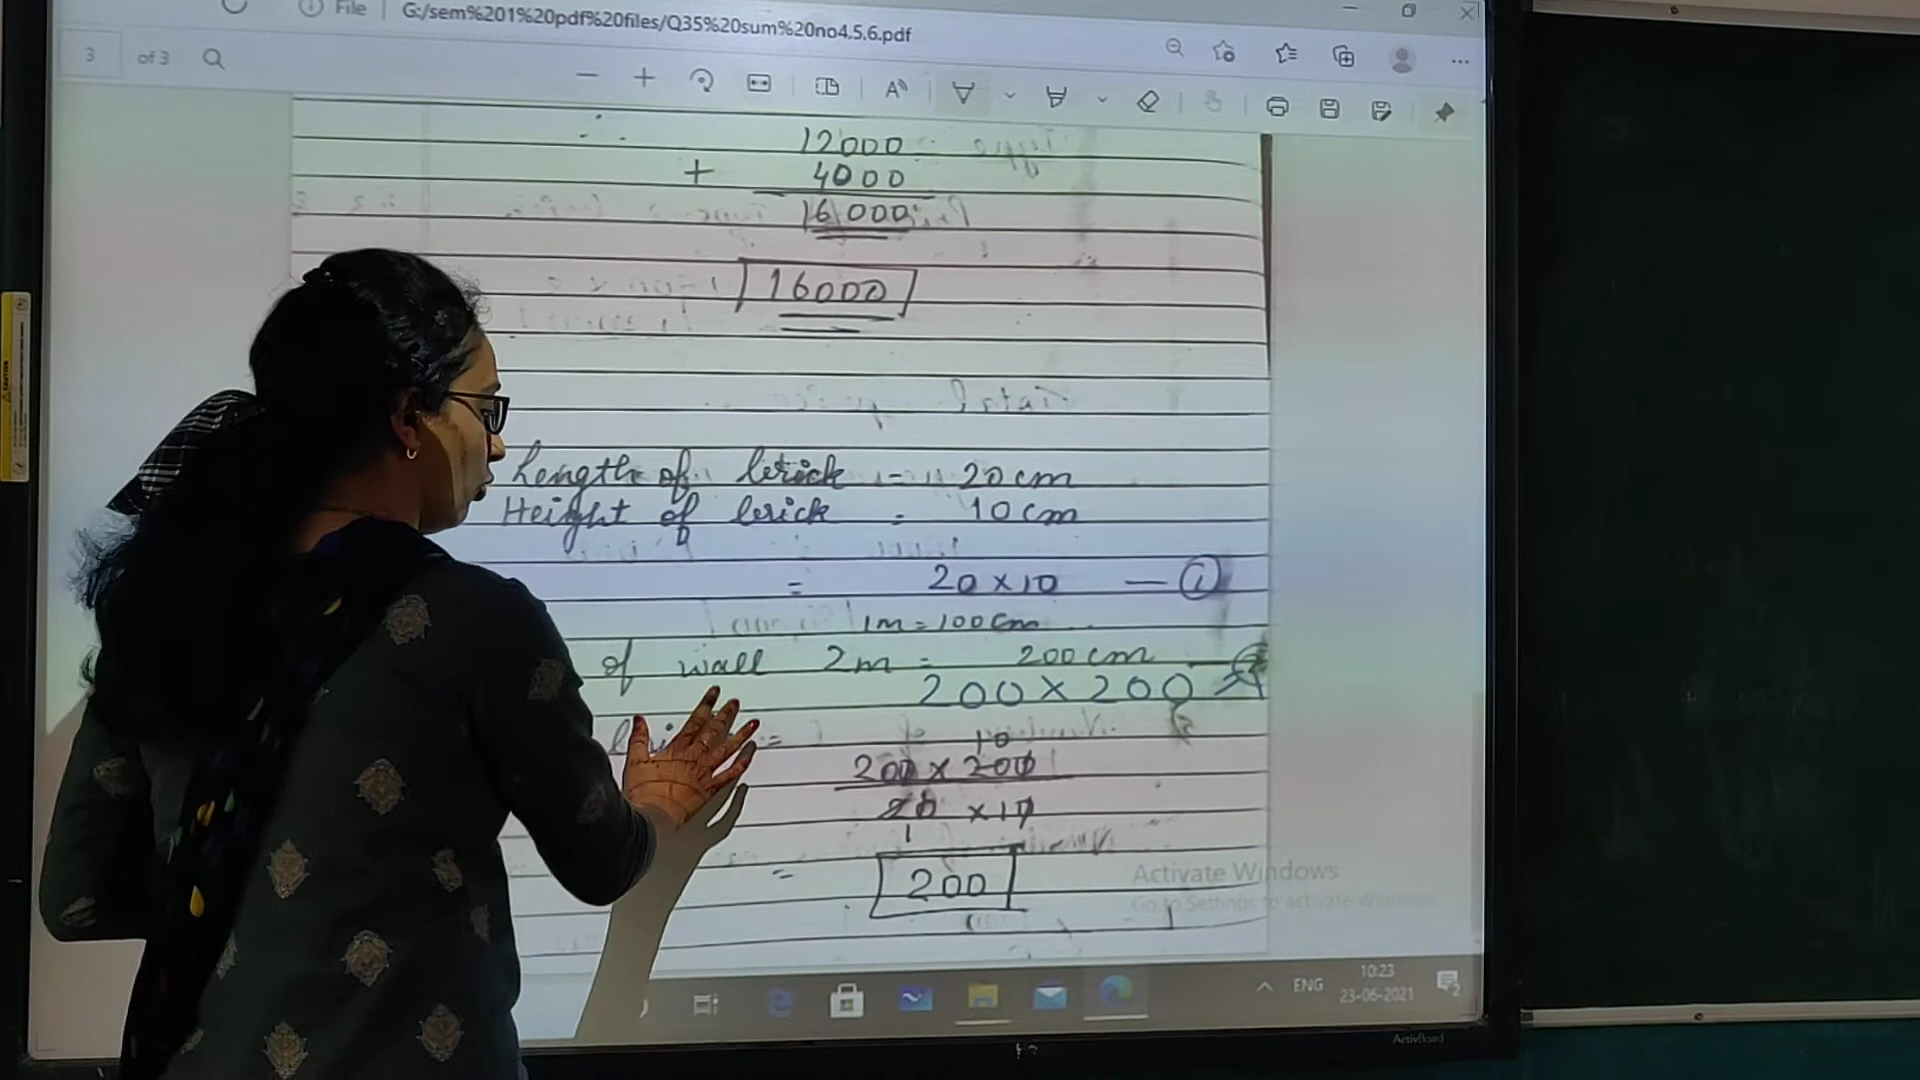 File G:/sem%201%20pdf%20files/Q35%20sum%20no4.5.6.pdf
3 of 3
∴ 12000
+ 4000
16000
16000
Length of brick = 20 cm
Height of brick = 10 cm
= 20 × 10 — ①
1m = 100 cm
of wall 2m = 200 cm
200 × 200
=
10
200 × 200
20 × 10
1
= 200
Activate Windows
Go to Settings to activate Windows.
ENG
10:23
23-06-2021
ActivBoard